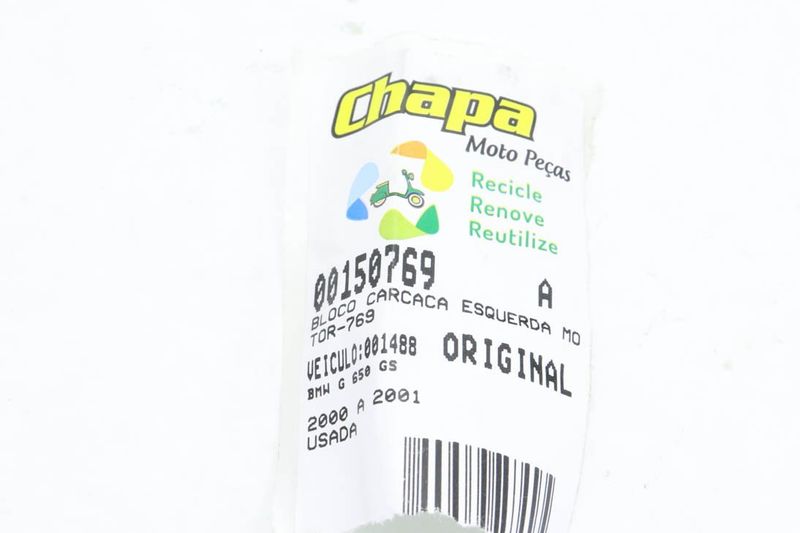 Chapa
Moto Peças
Recicle
Renove
Reutilize
00150769 A
BLOCO CARCACA ESQUERDA MO
TOR-769
VEICULO:001488 ORIGINAL
BMW G 650 GS
2000 A 2001
USADA